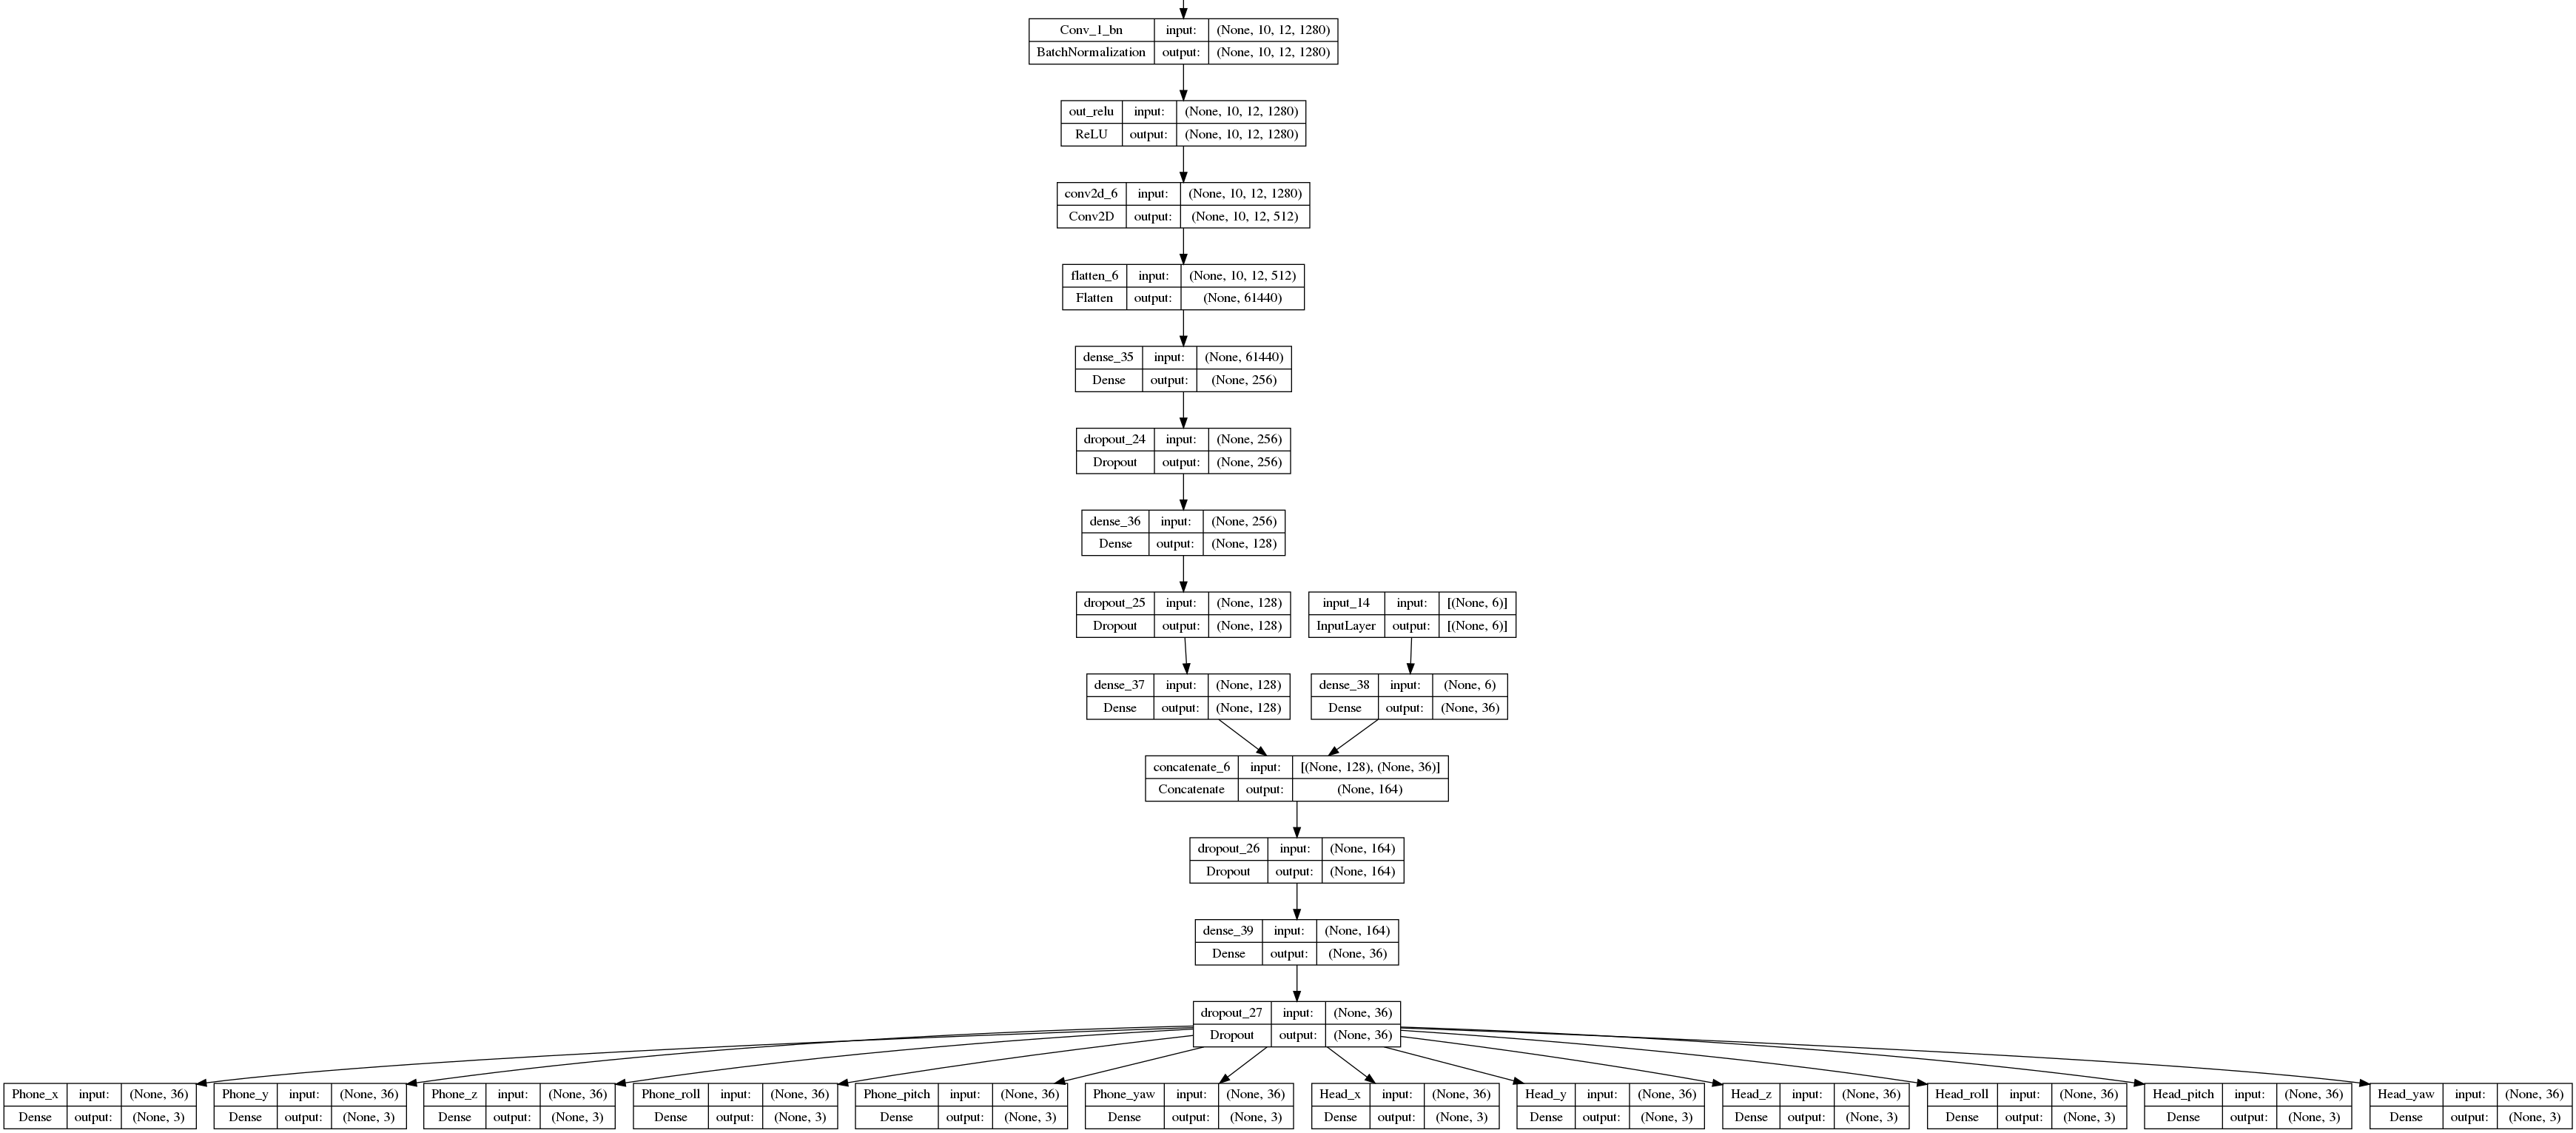 Conv_1_bn input: (None, 10, 12, 1280)
BatchNormalization output: (None, 10, 12, 1280)
out_relu input: (None, 10, 12, 1280)
ReLU output: (None, 10, 12, 1280)
conv2d_6 input: (None, 10, 12, 1280)
Conv2D output: (None, 10, 12, 512)
flatten_6 input: (None, 10, 12, 512)
Flatten output: (None, 61440)
dense_35 input: (None, 61440)
Dense output: (None, 256)
dropout_24 input: (None, 256)
Dropout output: (None, 256)
dense_36 input: (None, 256)
Dense output: (None, 128)
dropout_25 input: (None, 128)
Dropout output: (None, 128)
input_14 input: [(None, 6)]
InputLayer output: [(None, 6)]
dense_37 input: (None, 128)
Dense output: (None, 128)
dense_38 input: (None, 6)
Dense output: (None, 36)
concatenate_6 input: [(None, 128), (None, 36)]
Concatenate output: (None, 164)
dropout_26 input: (None, 164)
Dropout output: (None, 164)
dense_39 input: (None, 164)
Dense output: (None, 36)
dropout_27 input: (None, 36)
Dropout output: (None, 36)
Phone_x input: (None, 36)
Dense output: (None, 3)
Phone_y input: (None, 36)
Dense output: (None, 3)
Phone_z input: (None, 36)
Dense output: (None, 3)
Phone_roll input: (None, 36)
Dense output: (None, 3)
Phone_pitch input: (None, 36)
Dense output: (None, 3)
Phone_yaw input: (None, 36)
Dense output: (None, 3)
Head_x input: (None, 36)
Dense output: (None, 3)
Head_y input: (None, 36)
Dense output: (None, 3)
Head_z input: (None, 36)
Dense output: (None, 3)
Head_roll input: (None, 36)
Dense output: (None, 3)
Head_pitch input: (None, 36)
Dense output: (None, 3)
Head_yaw input: (None, 36)
Dense output: (None, 3)